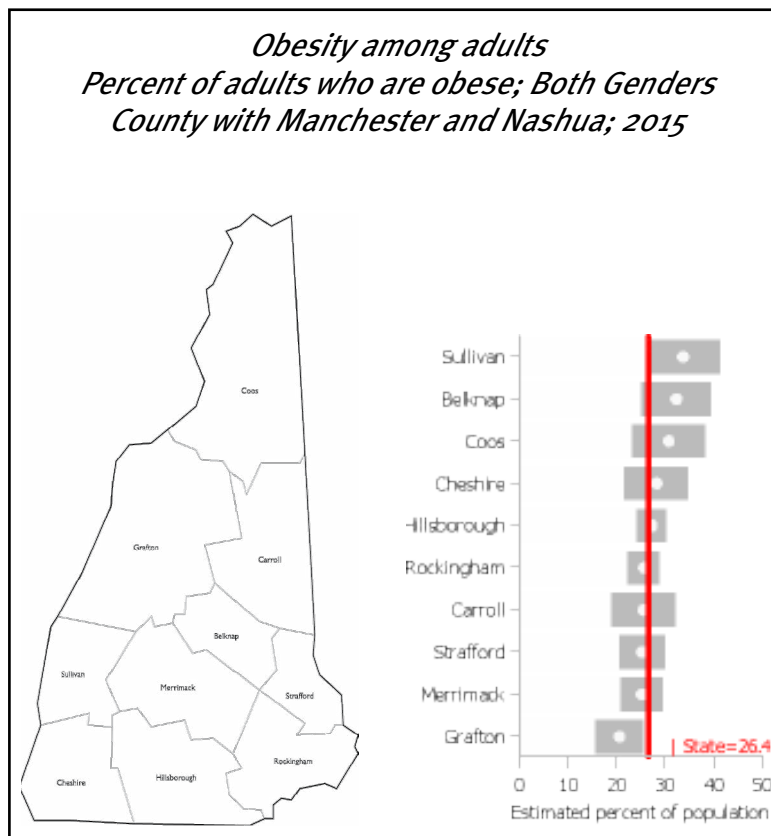 Obesity among adults
Percent of adults who are obese; Both Genders
County with Manchester and Nashua; 2015
Coos
Grafton
Carroll
Belknap
Sullivan
Merrimack
Strafford
Rockingham
Hillsborough
Cheshire
Sullivan
Belknap
Coos
Cheshire
Hillsborough
Rockingham
Carroll
Strafford
Merrimack
Grafton
State=26.4
0 10 20 30 40 50
Estimated percent of population